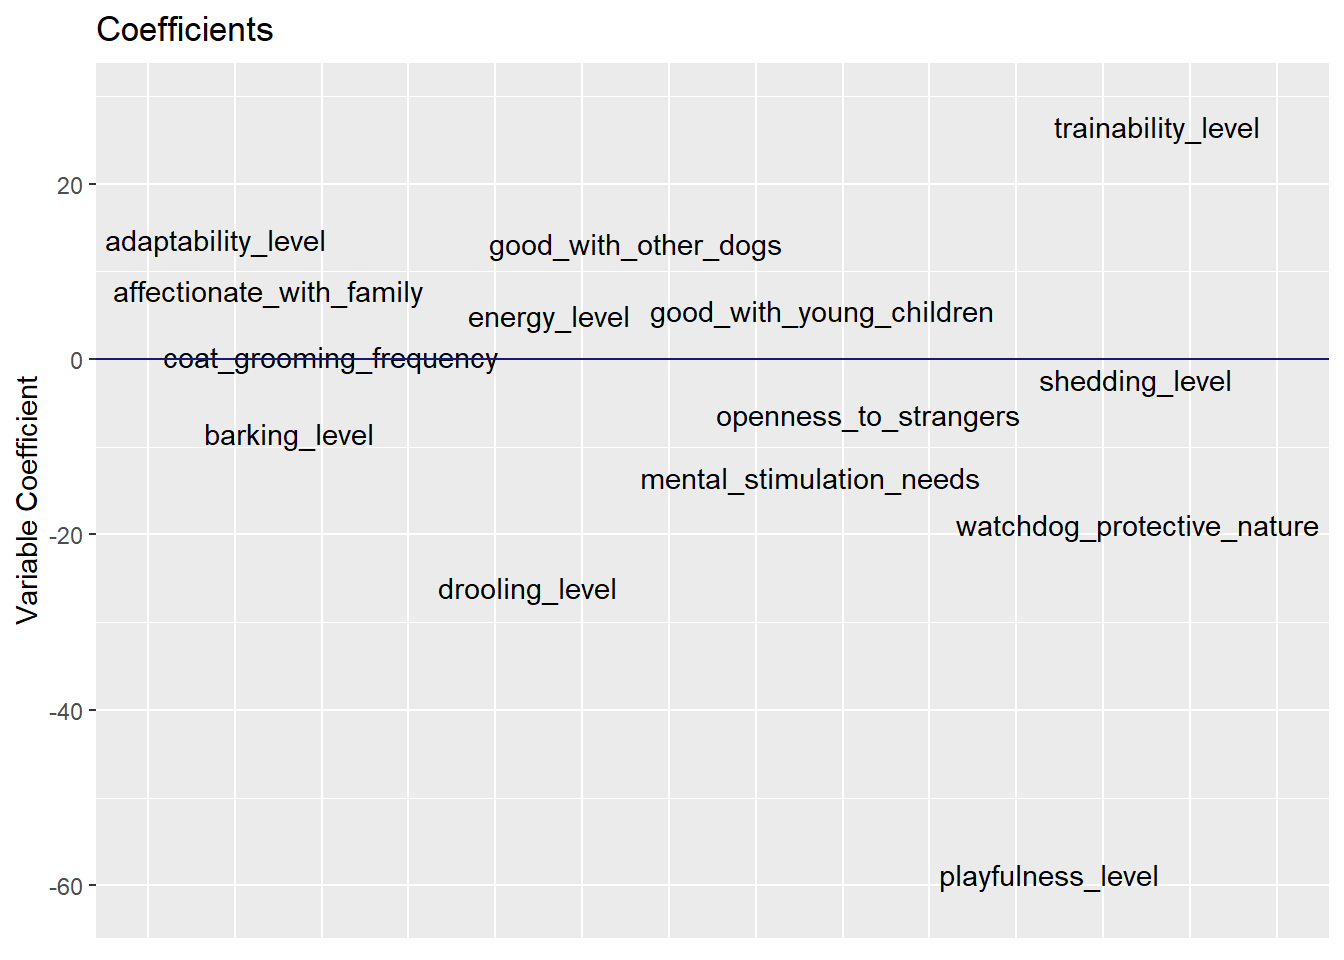 Coefficients
trainability_level
20
adaptability_level
good_with_other_dogs
affectionate_with_family
energy_level
good_with_young_children
0
coat_grooming_frequency
shedding_level
openness_to_strangers
barking_level
mental_stimulation_needs
watchdog_protective_nature
-20
drooling_level
Variable Coefficient
-40
playfulness_level
-60